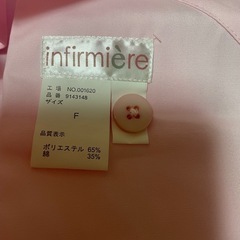 infirmière
工場 NO.001620
品番 9143148
サイズ
F
品質表示
ポリエステル 65%
綿 35%